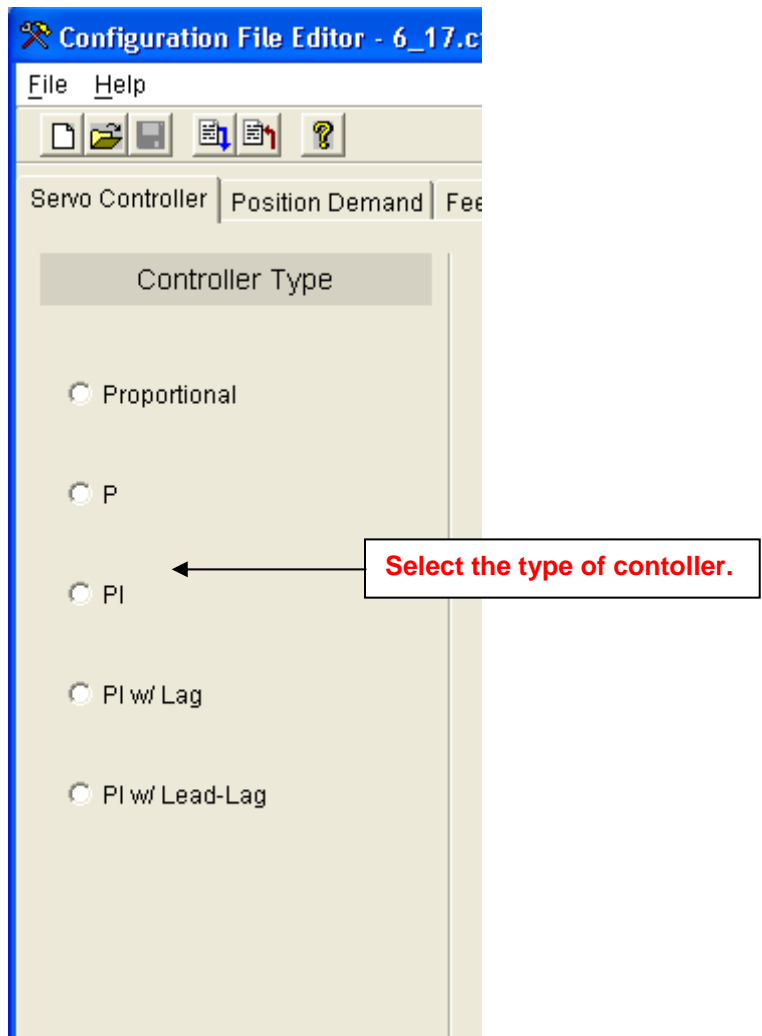 Configuration File Editor - 6_17.c
File Help
Servo Controller Position Demand Fee
Controller Type
Proportional
P
PI
Select the type of contoller.
PI w/ Lag
PI w/ Lead-Lag